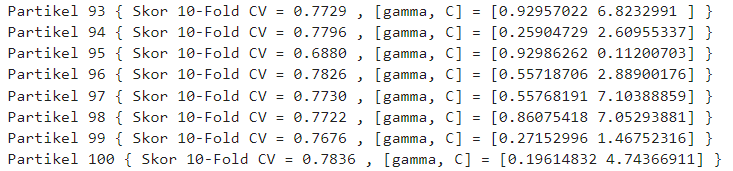 Partikel 93 { Skor 10-Fold CV = 0.7729 , [gamma, C] = [0.92957022 6.8232991 ] }
Partikel 94 { Skor 10-Fold CV = 0.7796 , [gamma, C] = [0.25904729 2.60955337] }
Partikel 95 { Skor 10-Fold CV = 0.6880 , [gamma, C] = [0.92986262 0.11200703] }
Partikel 96 { Skor 10-Fold CV = 0.7826 , [gamma, C] = [0.55718706 2.88900176] }
Partikel 97 { Skor 10-Fold CV = 0.7730 , [gamma, C] = [0.55768191 7.10388859] }
Partikel 98 { Skor 10-Fold CV = 0.7722 , [gamma, C] = [0.86075418 7.05293881] }
Partikel 99 { Skor 10-Fold CV = 0.7676 , [gamma, C] = [0.27152996 1.46752316] }
Partikel 100 { Skor 10-Fold CV = 0.7836 , [gamma, C] = [0.19614832 4.74366911] }